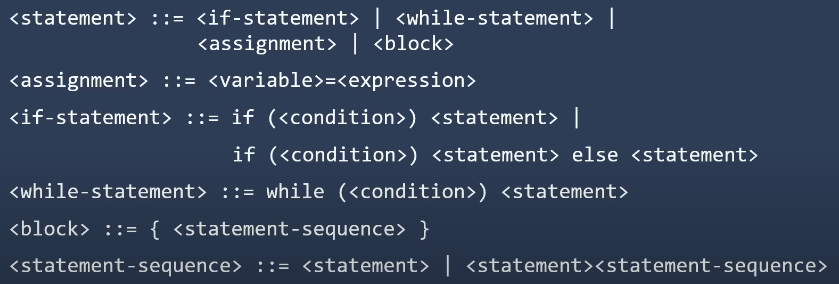 <statement> ::= <if-statement> | <while-statement> |
<assignment> | <block>
<assignment> ::= <variable>=<expression>
<if-statement> ::= if (<condition>) <statement> |
if (<condition>) <statement> else <statement>
<while-statement> ::= while (<condition>) <statement>
<block> ::= { <statement-sequence> }
<statement-sequence> ::= <statement> | <statement><statement-sequence>